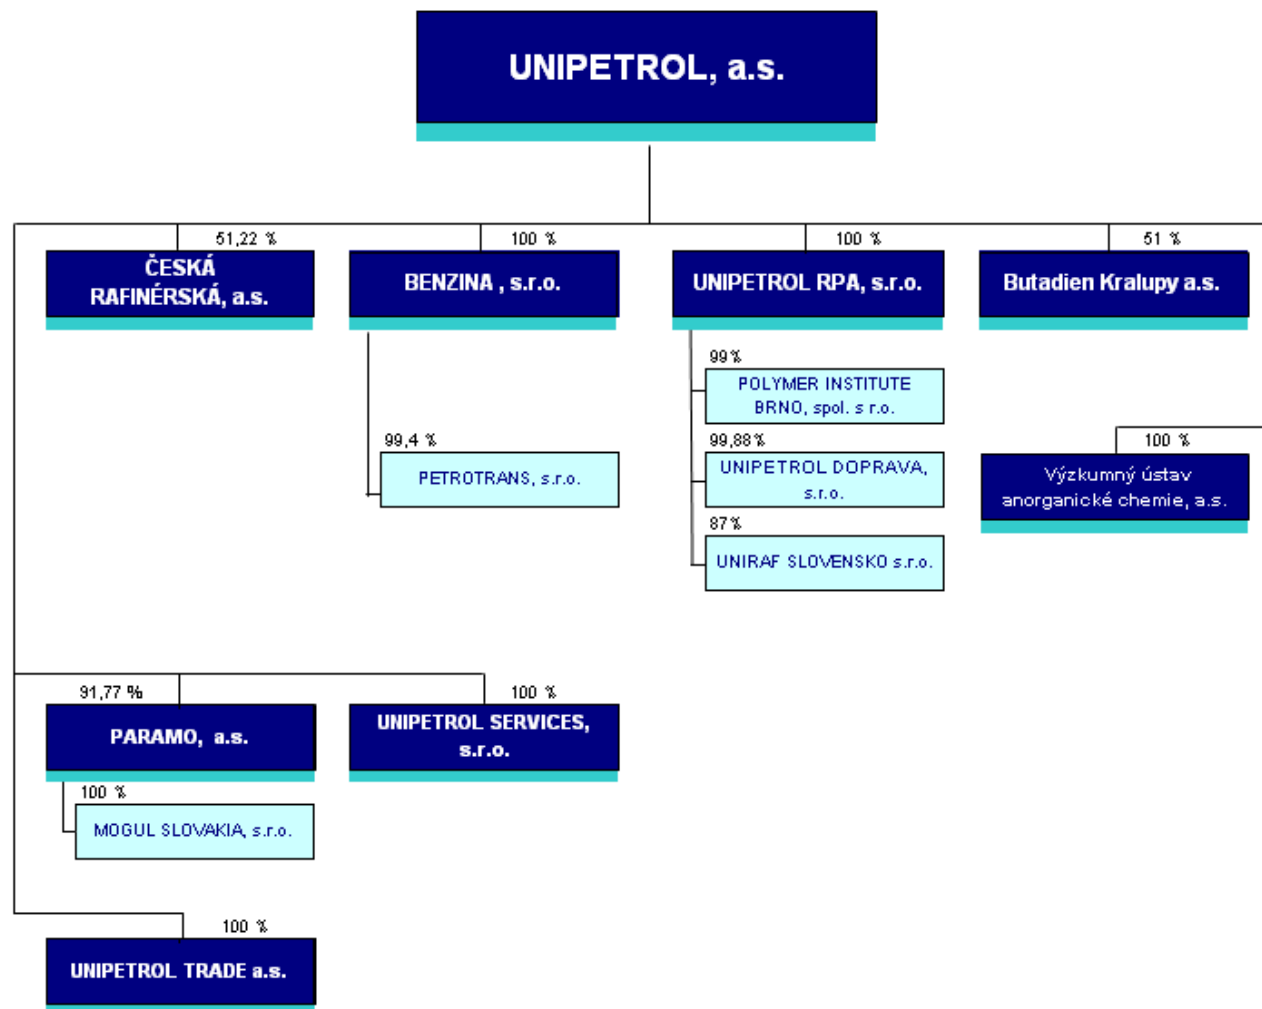 UNIPETROL, a.s.
51,22 %
100 %
100 %
51 %
ČESKÁ
RAFINÉRSKÁ, a.s.
BENZINA , s.r.o.
UNIPETROL RPA, s.r.o.
Butadien Kralupy a.s.
99%
POLYMER INSTITUTE
BRNO, spol. s r.o.
99,4 %
PETROTRANS, s.r.o.
99,88%
UNIPETROL DOPRAVA,
s.r.o.
100 %
Výzkumný ústav
anorganické chemie, a.s.
87%
UNIRAF SLOVENSKO s.r.o.
91,77 %
100 %
PARAMO, a.s.
UNIPETROL SERVICES,
s.r.o.
100 %
MOGUL SLOVAKIA, s.r.o.
100 %
UNIPETROL TRADE a.s.